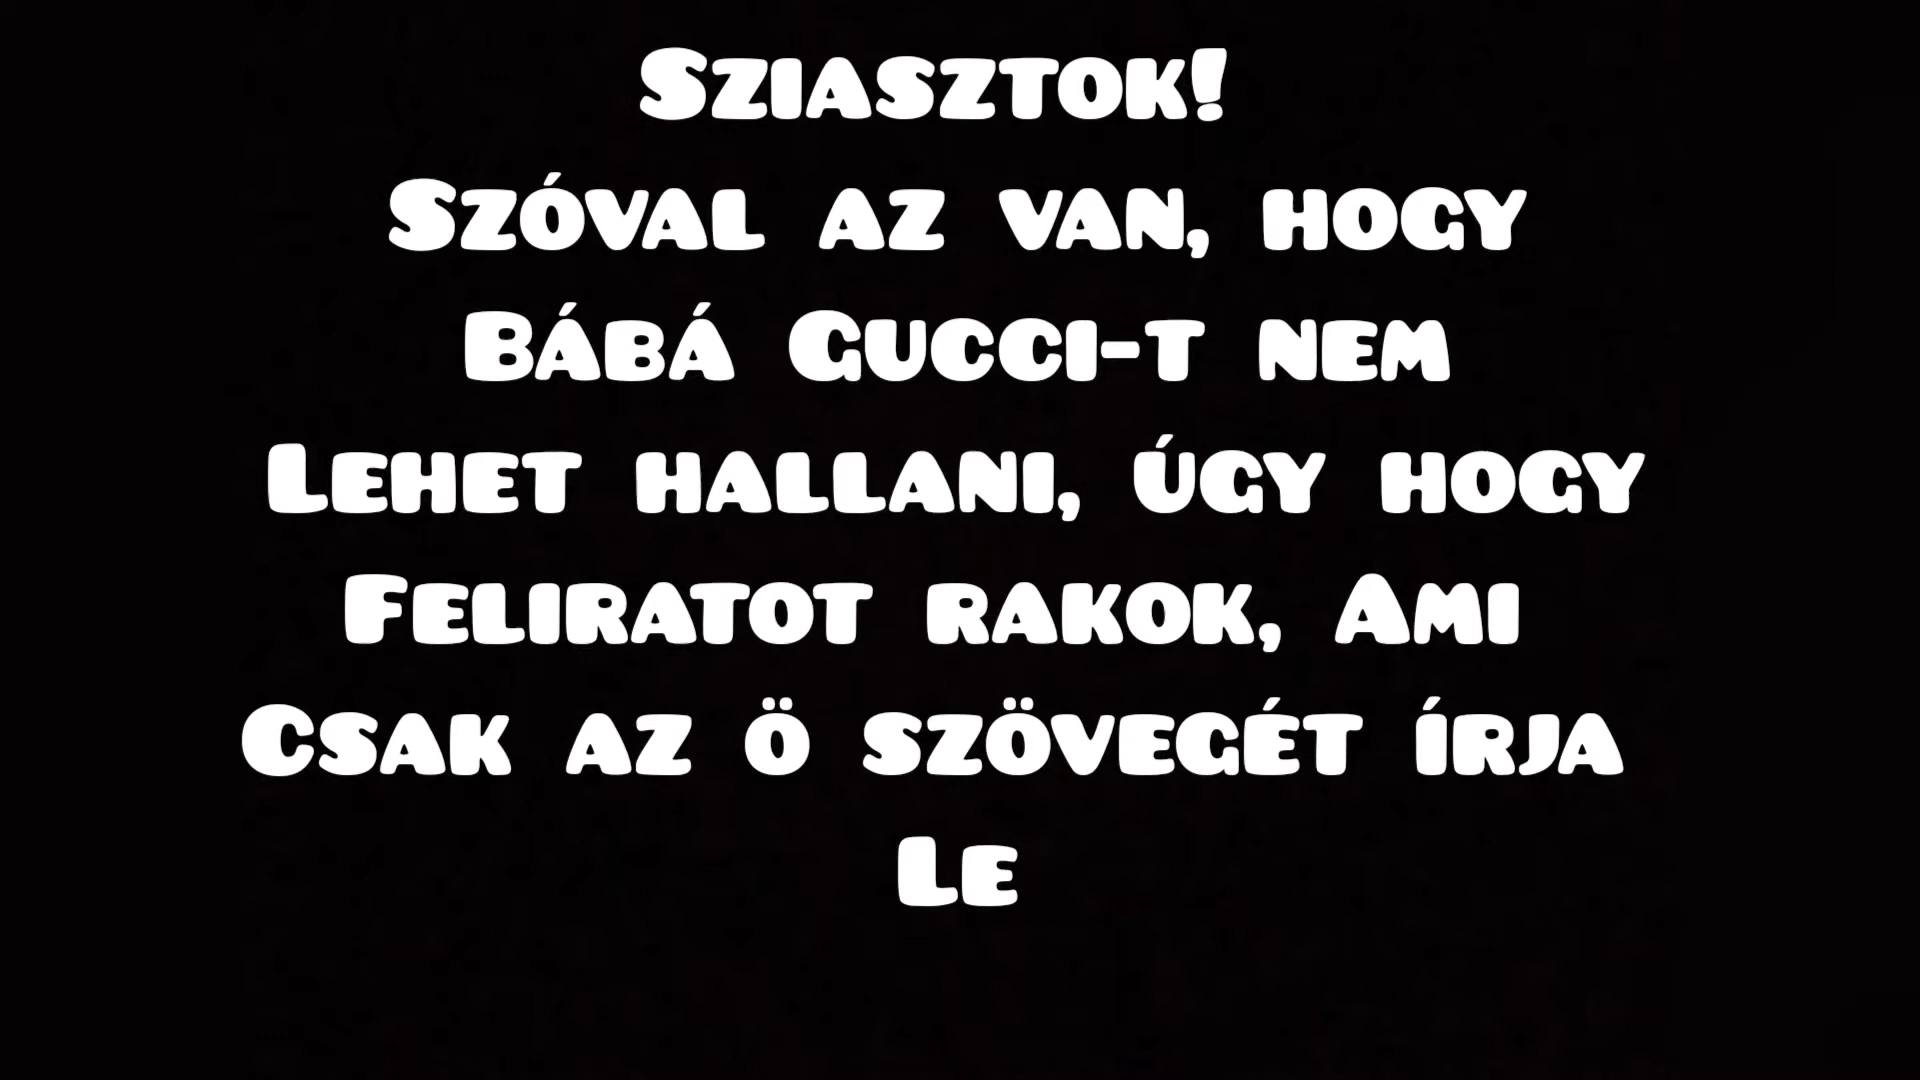 Sziasztok!
Szóval az van, hogy
Bábá Gucci-t nem
Lehet hallani, úgy hogy
Feliratot rakok, Ami
Csak az ö szövegét írja
Le